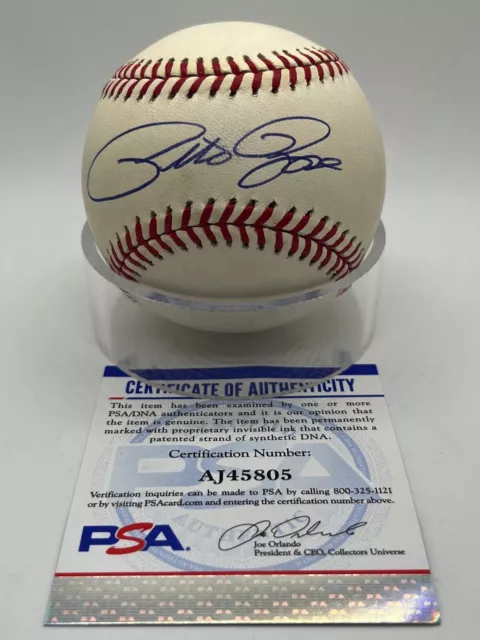 Pete Rose
CERTIFICATE OF AUTHENTICITY
This item has been examined by one or more
PSA/DNA authenticators and it is our opinion that
the item is genuine. The item has been permanently
marked with proprietary invisible ink that contains a
patented strand of synthetic DNA.
Certification Number:
AJ45805
Verification inquiries can be made to PSA by calling 800-325-1121
or by visiting PSAcard.com and entering the certification number above.
PSA
Joe Orlando
President & CEO, Collectors Universe